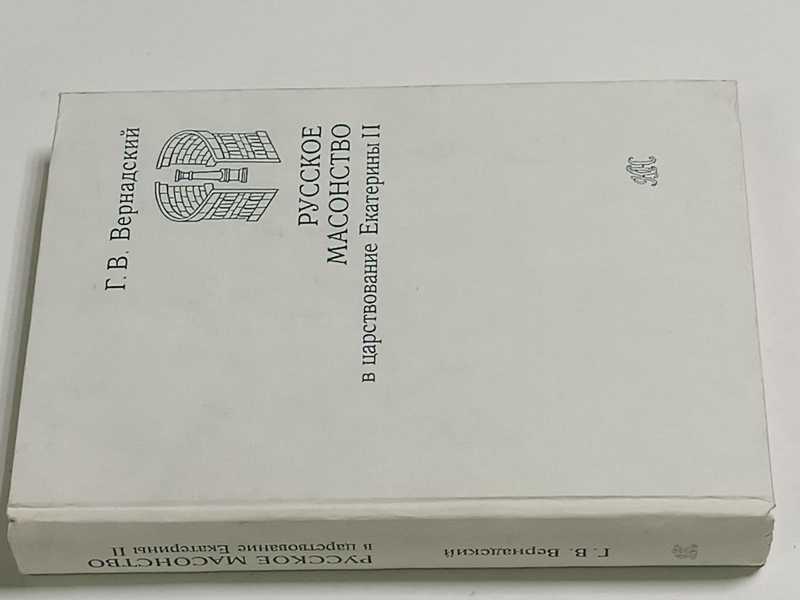 Г. В. Вернадский
РУССКОЕ
МАСОНСТВО
в царствование Екатерины II
Г. В. Вернадский
РУССКОЕ МАСОНСТВО
в царствование Екатерины II